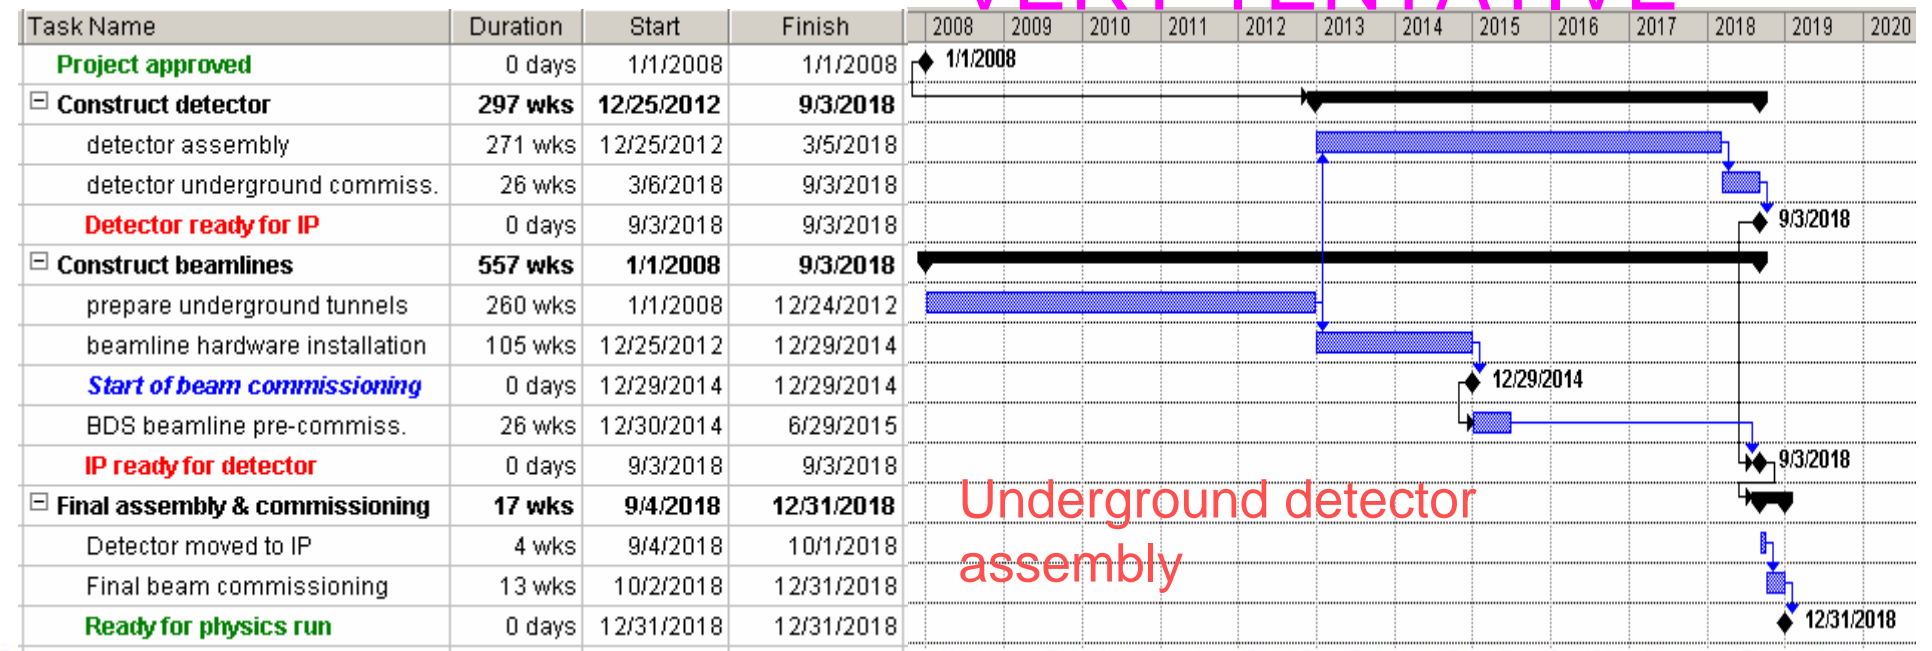 VERY TENTATIVE
Task Name Duration Start Finish 2008 2009 2010 2011 2012 2013 2014 2015 2016 2017 2018 2019 2020
Project approved 0 days 1/1/2008 1/1/2008 1/1/2008
Construct detector 297 wks 12/25/2012 9/3/2018
detector assembly 271 wks 12/25/2012 3/5/2018
detector underground commiss. 26 wks 3/6/2018 9/3/2018
Detector ready for IP 0 days 9/3/2018 9/3/2018 9/3/2018
Construct beamlines 557 wks 1/1/2008 9/3/2018
prepare underground tunnels 260 wks 1/1/2008 12/24/2012
beamline hardware installation 105 wks 12/25/2012 12/29/2014
Start of beam commissioning 0 days 12/29/2014 12/29/2014 12/29/2014
BDS beamline pre-commiss. 26 wks 12/30/2014 6/29/2015
IP ready for detector 0 days 9/3/2018 9/3/2018 9/3/2018
Final assembly & commissioning 17 wks 9/4/2018 12/31/2018
Detector moved to IP 4 wks 9/4/2018 10/1/2018
Final beam commissioning 13 wks 10/2/2018 12/31/2018
Ready for physics run 0 days 12/31/2018 12/31/2018 12/31/2018
Underground detector
assembly